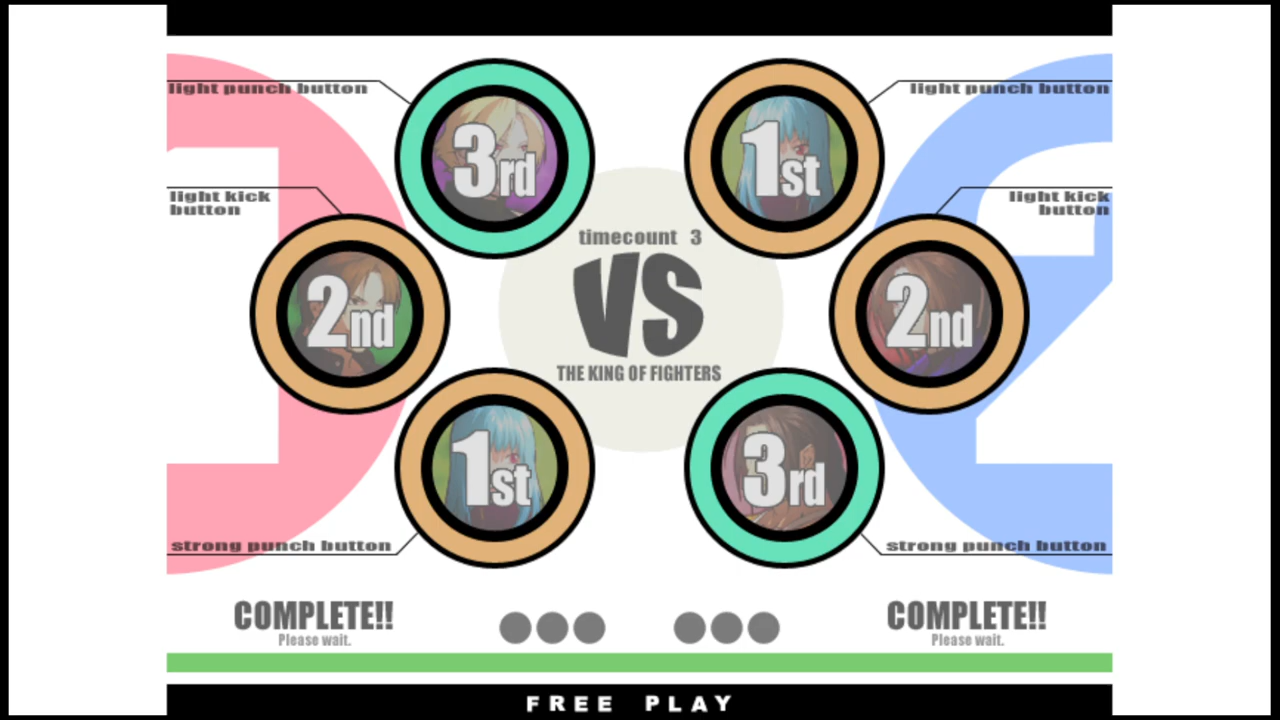 light punch button
light punch button
3rd
1st
light kick
button
light kick
button
timecount 3
VS
THE KING OF FIGHTERS
2nd
2nd
1st
3rd
strong punch button
strong punch button
COMPLETE!!
Please wait.
COMPLETE!!
Please wait.
FREE PLAY
1
2